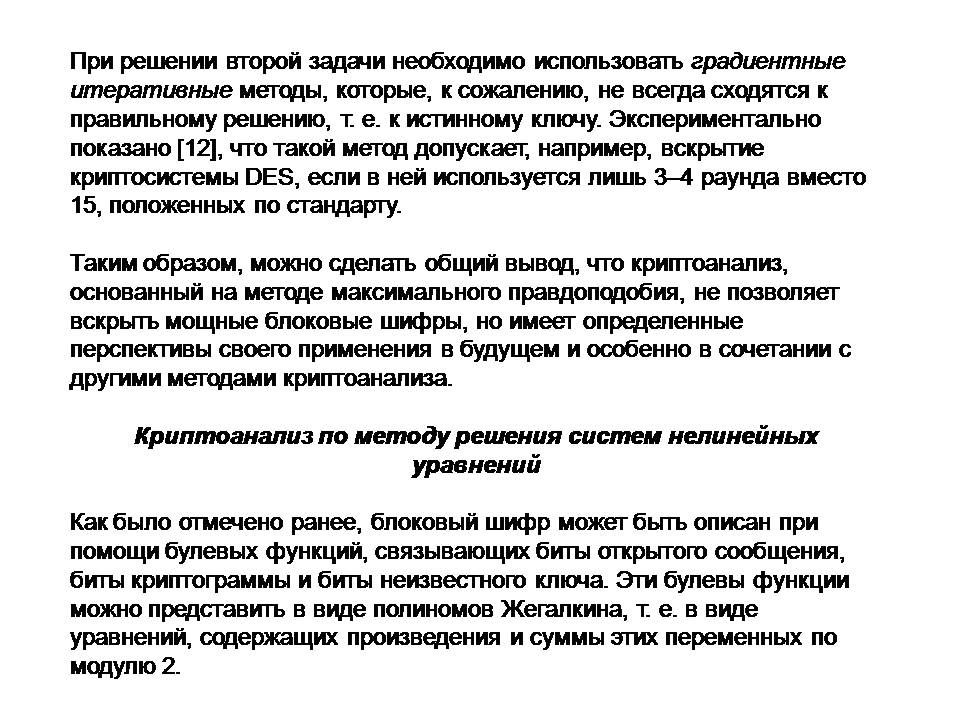 При решении второй задачи необходимо использовать градиентные
итеративные методы, которые, к сожалению, не всегда сходятся к
правильному решению, т. е. к истинному ключу. Экспериментально
показано [12], что такой метод допускает, например, вскрытие
криптосистемы DES, если в ней используется лишь 3–4 раунда вместо
15, положенных по стандарту.
Таким образом, можно сделать общий вывод, что криптоанализ,
основанный на методе максимального правдоподобия, не позволяет
вскрыть мощные блоковые шифры, но имеет определенные
перспективы своего применения в будущем и особенно в сочетании с
другими методами криптоанализа.
Криптоанализ по методу решения систем нелинейных
уравнений
Как было отмечено ранее, блоковый шифр может быть описан при
помощи булевых функций, связывающих биты открытого сообщения,
биты криптограммы и биты неизвестного ключа. Эти булевы функции
можно представить в виде полиномов Жегалкина, т. е. в виде
уравнений, содержащих произведения и суммы этих переменных по
модулю 2.